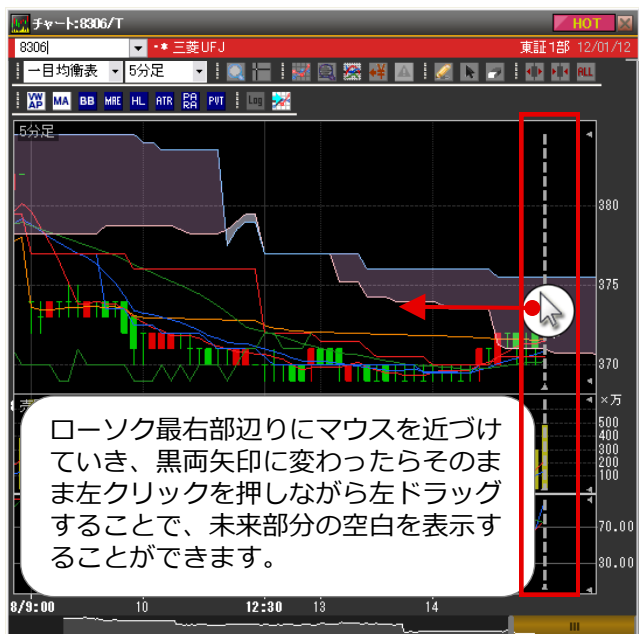 チャート:8306/T HOT
8306 ・* 三菱UFJ 東証1部 12/01/12
一目均衡表 5分足 ALL
VWAP MA BB MAE HL ATR PARA PVT Log
5分足
380
375
370
×万
500
400
300
200
100
ローソク最右部辺りにマウスを近づけ
ていき、黒両矢印に変わったらそのま
ま左クリックを押しながら左ドラッグ
することで、未来部分の空白を表示す
ることができます。
70.00
30.00
8/9:00 10 12:30 13 14